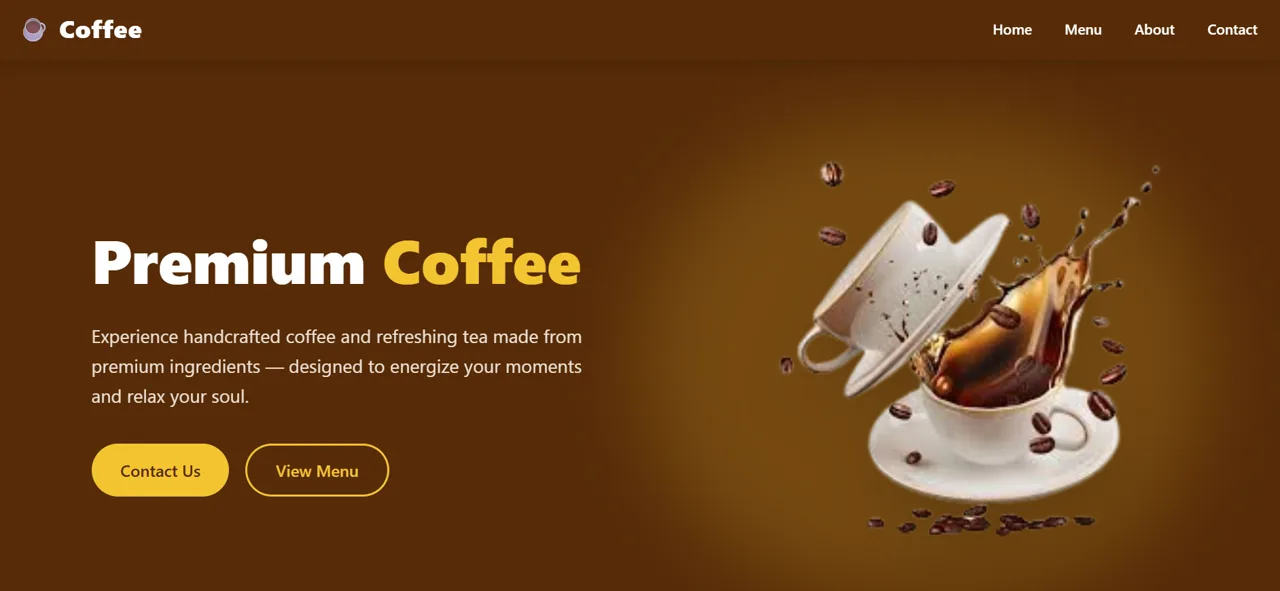 Coffee
Home Menu About Contact
Premium Coffee
Experience handcrafted coffee and refreshing tea made from
premium ingredients — designed to energize your moments
and relax your soul.
Contact Us View Menu